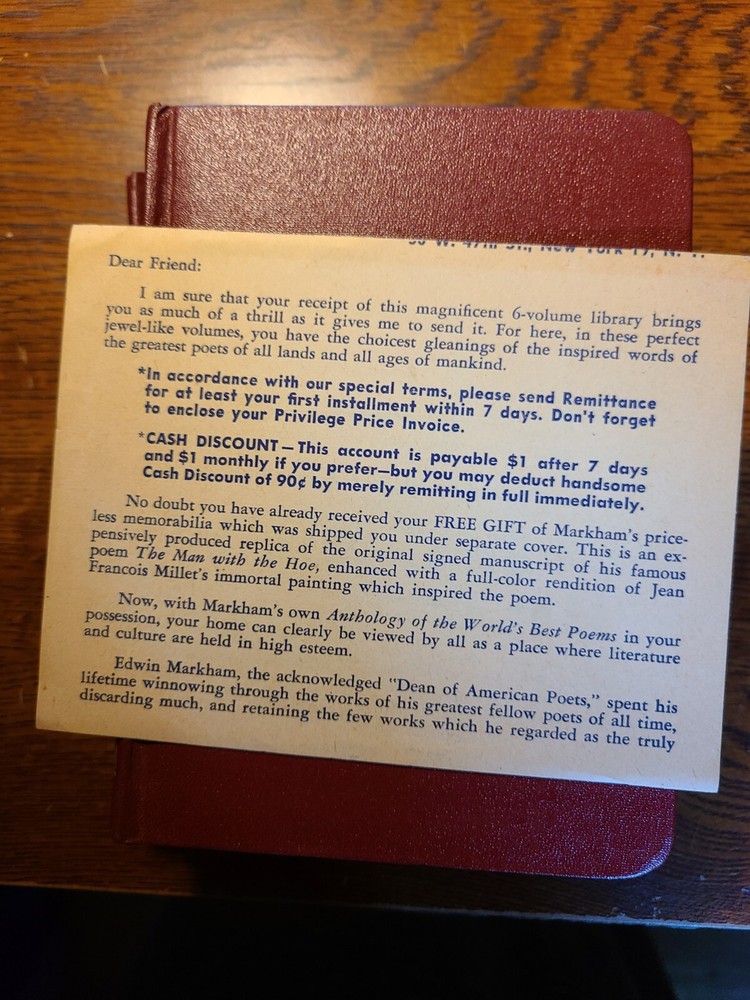 W. 47th St., New York 19, N. Y.
Dear Friend:
I am sure that your receipt of this magnificent 6-volume library brings
you as much of a thrill as it gives me to send it. For here, in these perfect
jewel-like volumes, you have the choicest gleanings of the inspired words of
the greatest poets of all lands and all ages of mankind.
*In accordance with our special terms, please send Remittance
for at least your first installment within 7 days. Don't forget
to enclose your Privilege Price Invoice.
*CASH DISCOUNT—This account is payable $1 after 7 days
and $1 monthly if you prefer—but you may deduct handsome
Cash Discount of 90¢ by merely remitting in full immediately.
No doubt you have already received your FREE GIFT of Markham's price-
less memorabilia which was shipped you under separate cover. This is an ex-
pensively produced replica of the original signed manuscript of his famous
poem The Man with the Hoe, enhanced with a full-color rendition of Jean
Francois Millet's immortal painting which inspired the poem.
Now, with Markham's own Anthology of the World's Best Poems in your
possession, your home can clearly be viewed by all as a place where literature
and culture are held in high esteem.
Edwin Markham, the acknowledged "Dean of American Poets," spent his
lifetime winnowing through the works of his greatest fellow poets of all time,
discarding much, and retaining the few works which he regarded as the truly